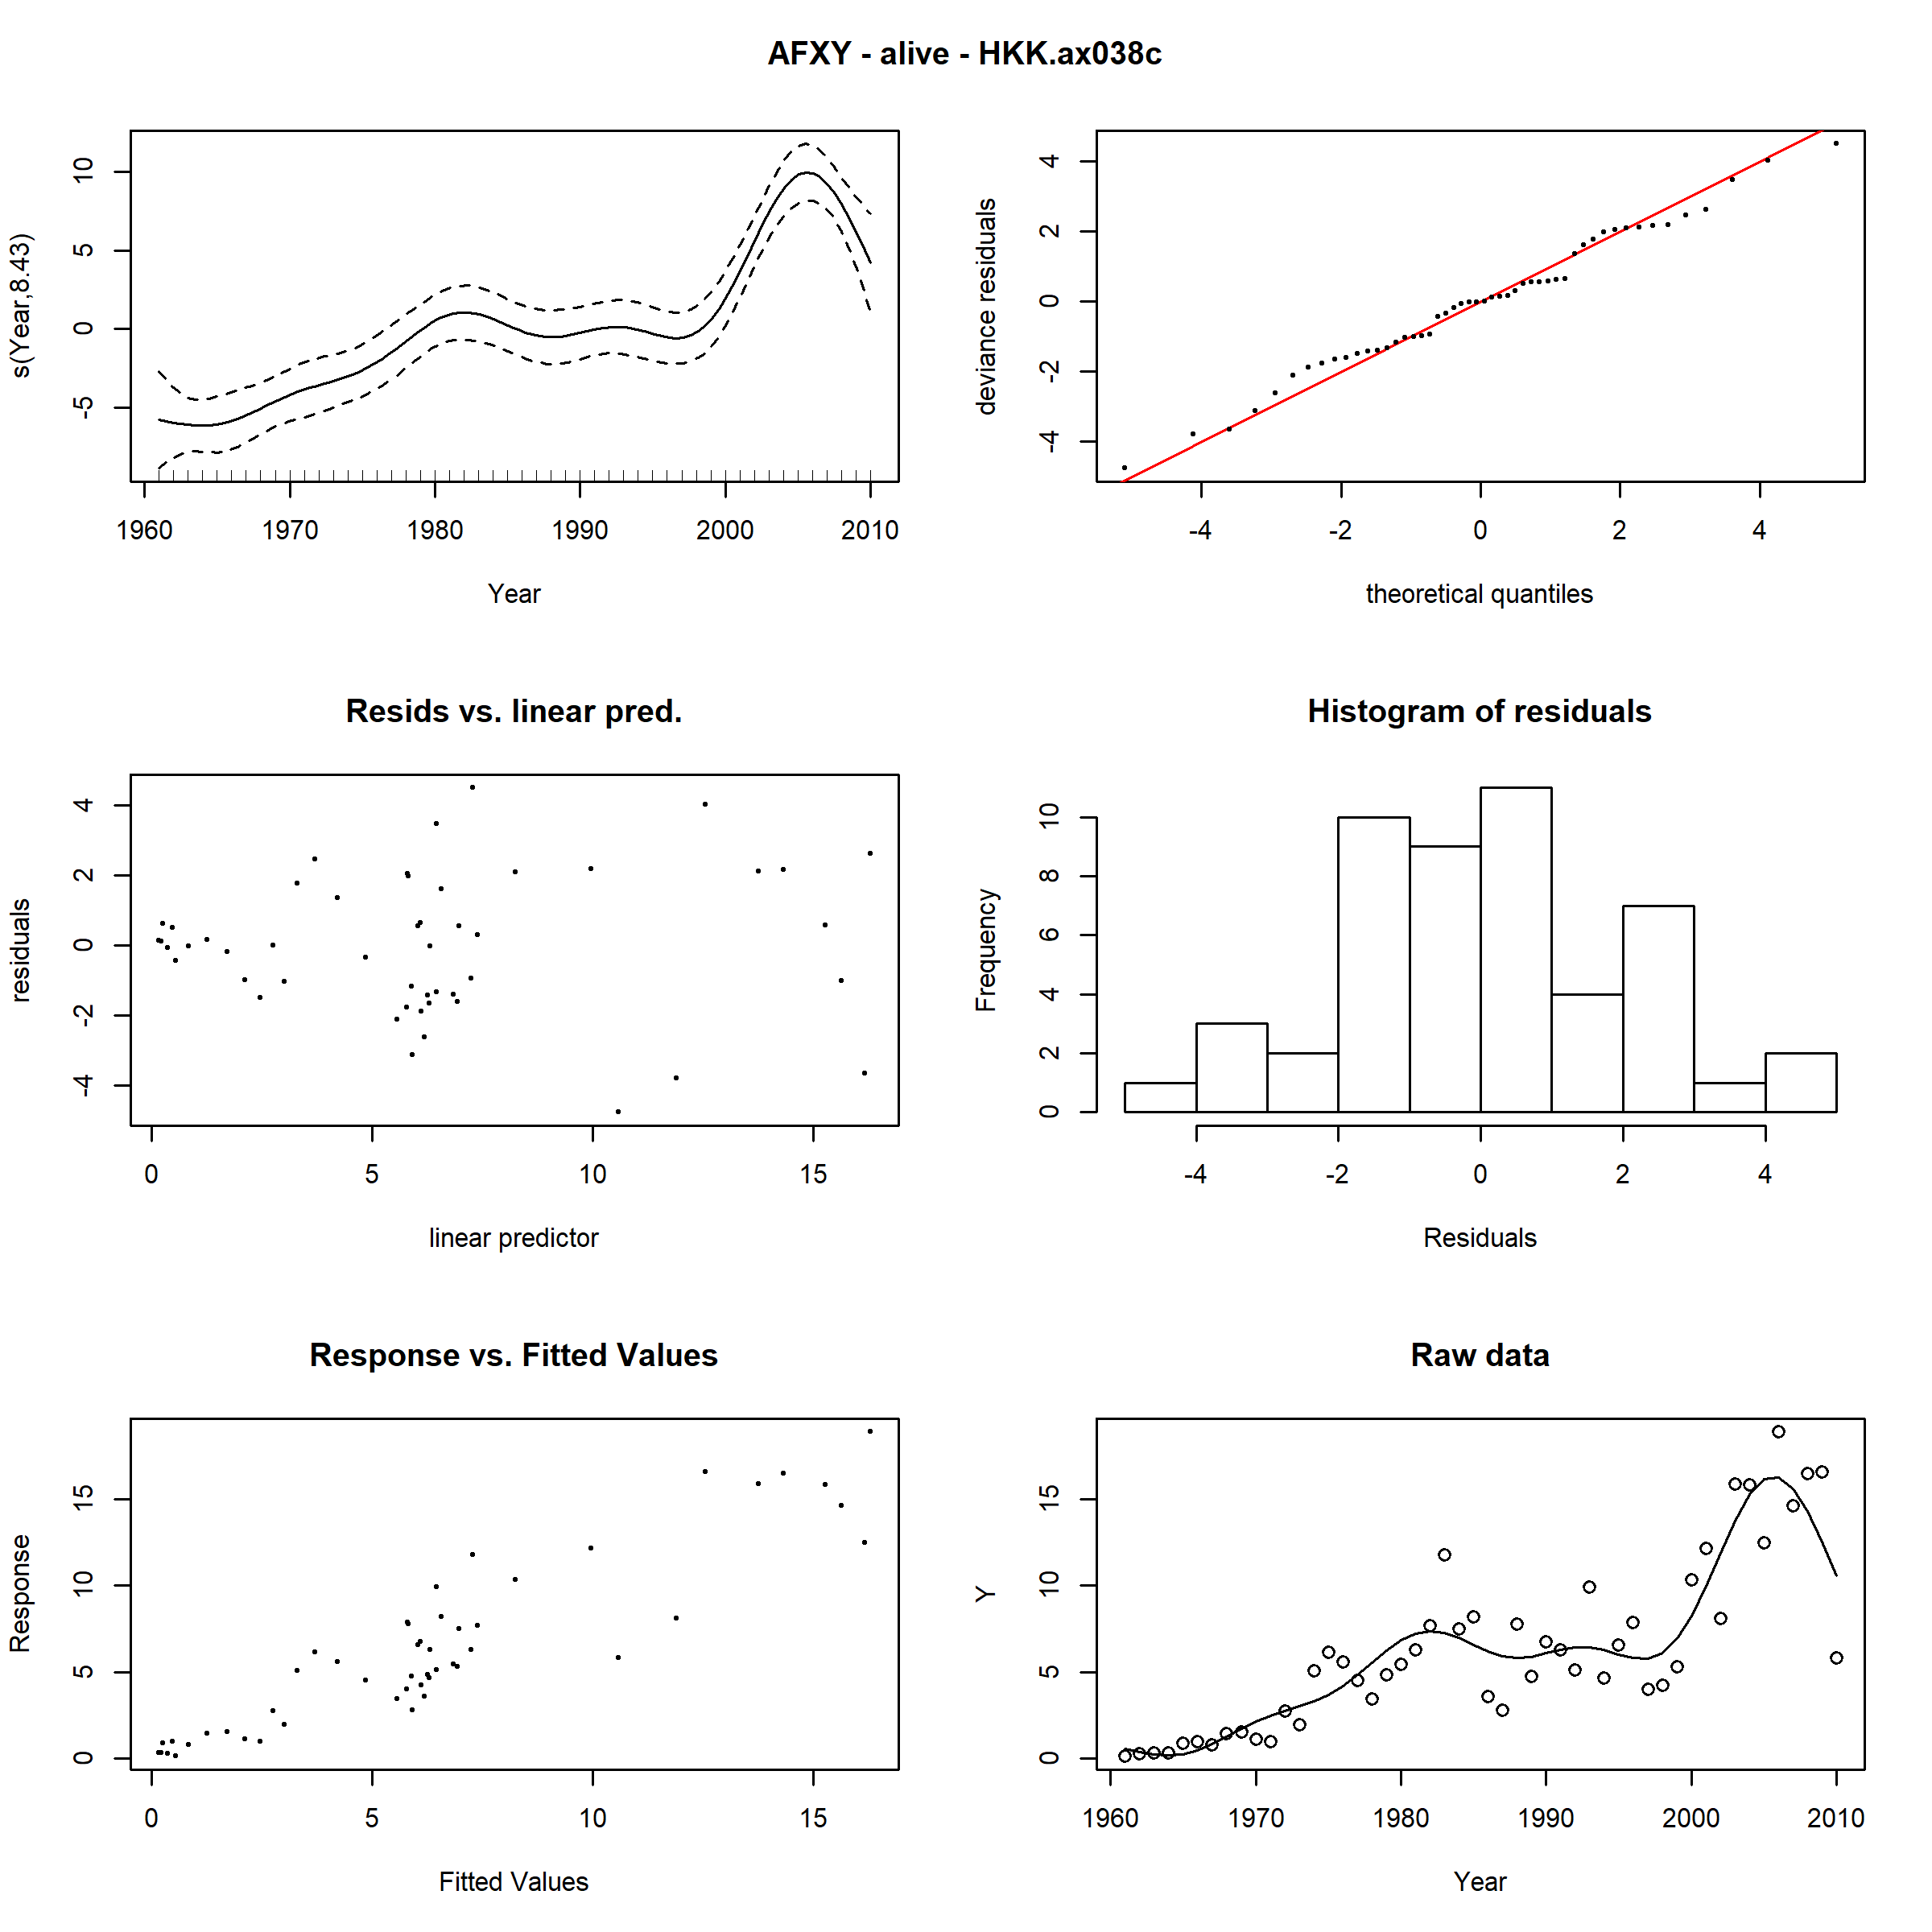 AFXY - alive - HKK.ax038c
s(Year,8.43)
10
5
0
-5
1960 1970 1980 1990 2000 2010
Year
deviance residuals
4
2
0
-2
-4
-4 -2 0 2 4
theoretical quantiles
Resids vs. linear pred.
residuals
4
2
0
-2
-4
0 5 10 15
linear predictor
Histogram of residuals
Frequency
10
8
6
4
2
0
-4 -2 0 2 4
Residuals
Response vs. Fitted Values
Response
15
10
5
0
0 5 10 15
Fitted Values
Raw data
Y
15
10
5
0
1960 1970 1980 1990 2000 2010
Year